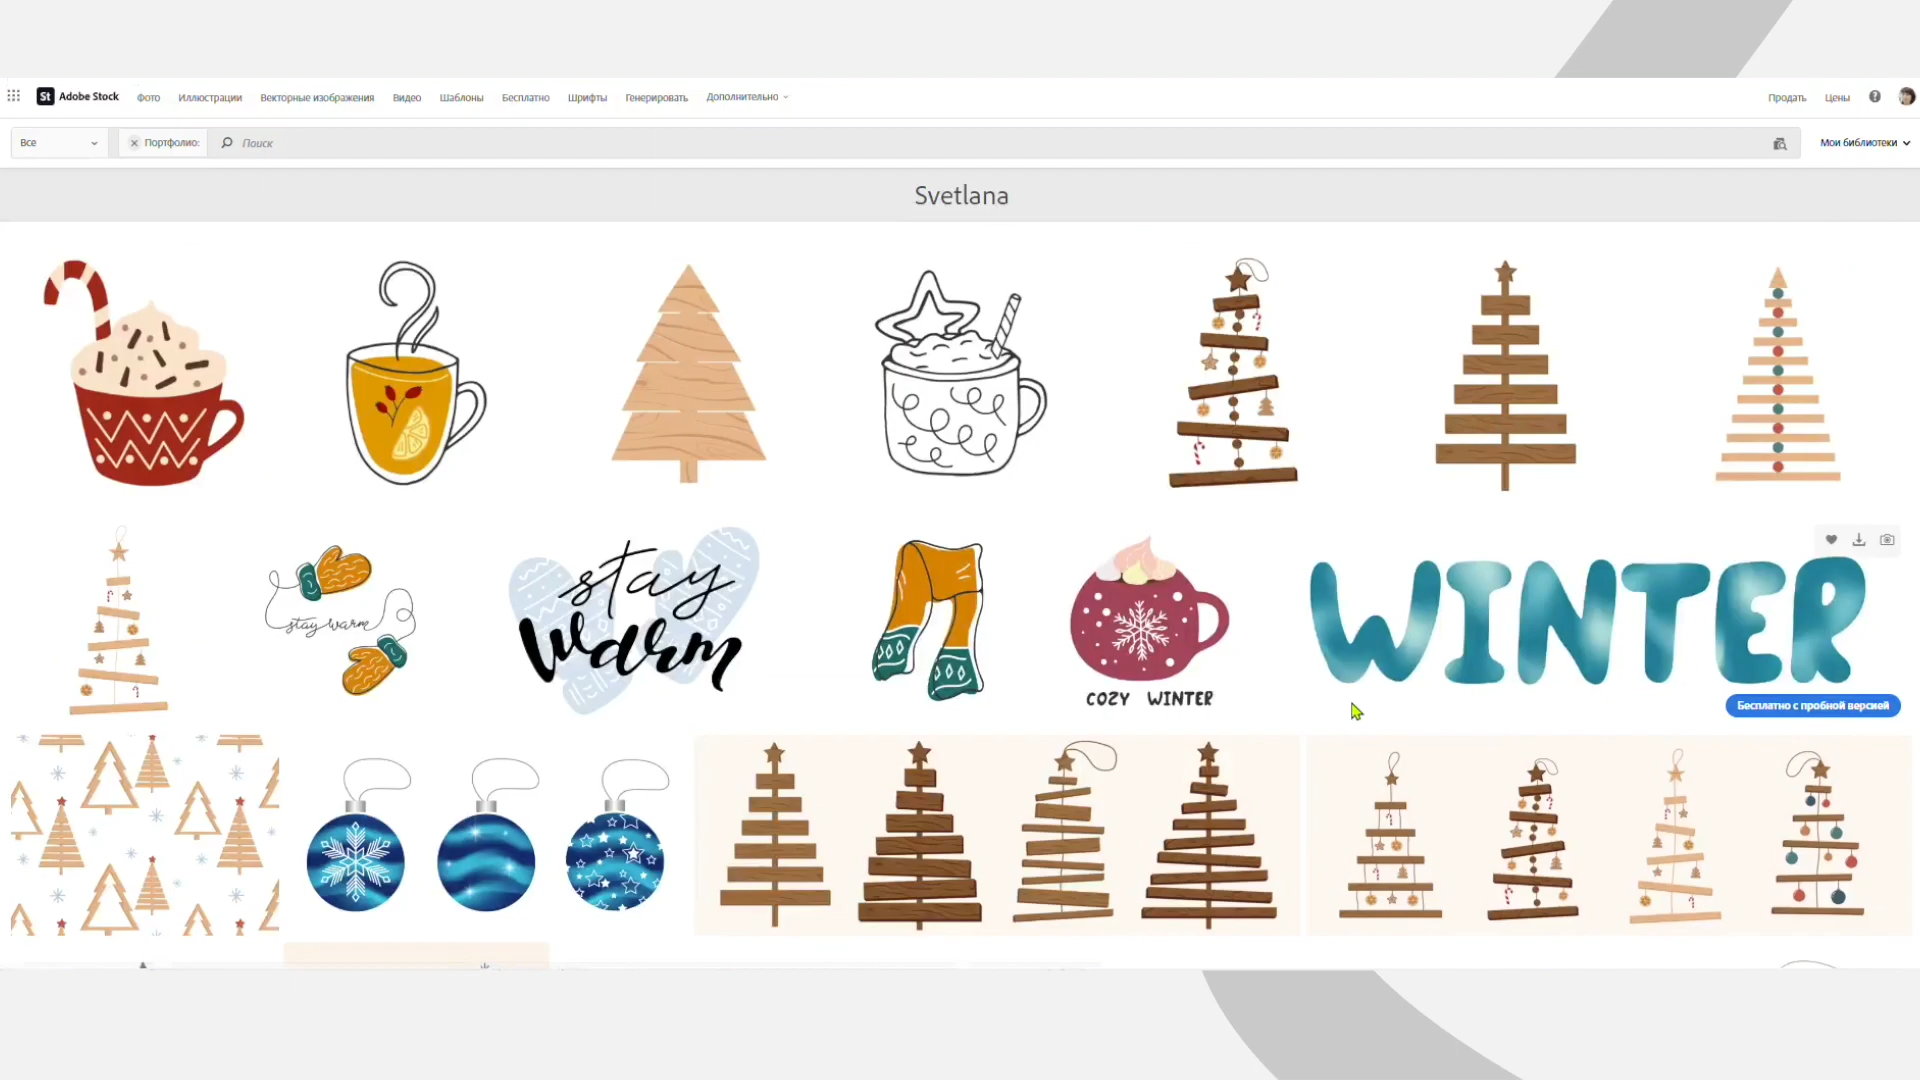 St Adobe Stock Фото Иллюстрации Векторные изображения Видео Шаблоны Бесплатно Шрифты Генерировать Дополнительно Продать Цены ?
Все × Портфолио: Поиск Мои библиотеки
Svetlana
stay warm
stay
warm
COZY WINTER
WINTER
Бесплатно с пробной версией